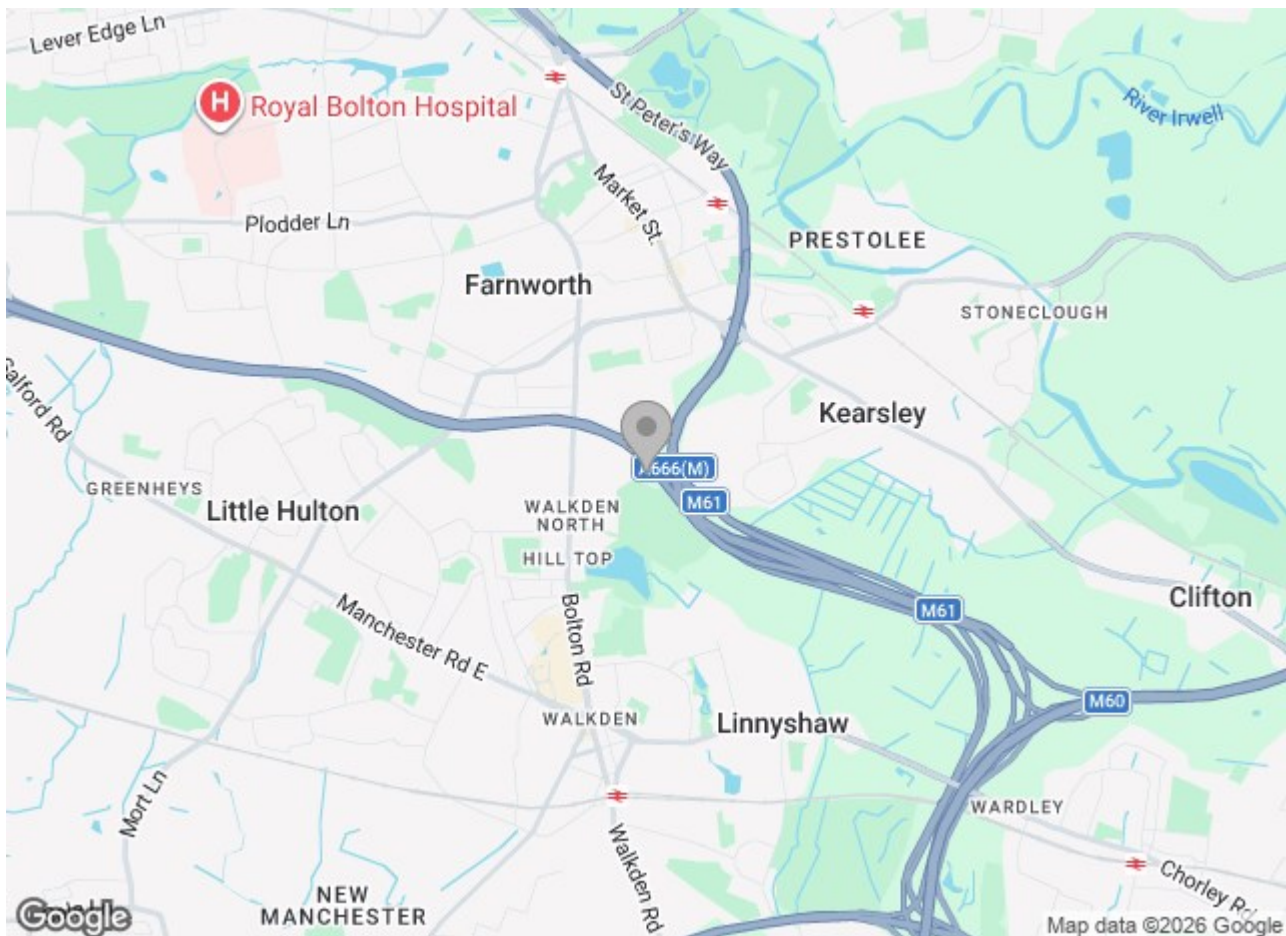 Lever Edge Ln
Royal Bolton Hospital
H
St Peter's Way
River Irwell
Market St.
Plodder Ln
PRESTOLEE
Farnworth
STONECLOUGH
Salford Rd
Kearsley
A666(M)
GREENHEYS
M61
Little Hulton
WALKDEN
NORTH
HILL TOP
Manchester Rd E
Bolton Rd
M61
Clifton
M60
WALKDEN
Linnyshaw
Mort Ln
WARDLEY
Walkden Rd
Chorley Rd
NEW
MANCHESTER
Google
Map data ©2026 Google